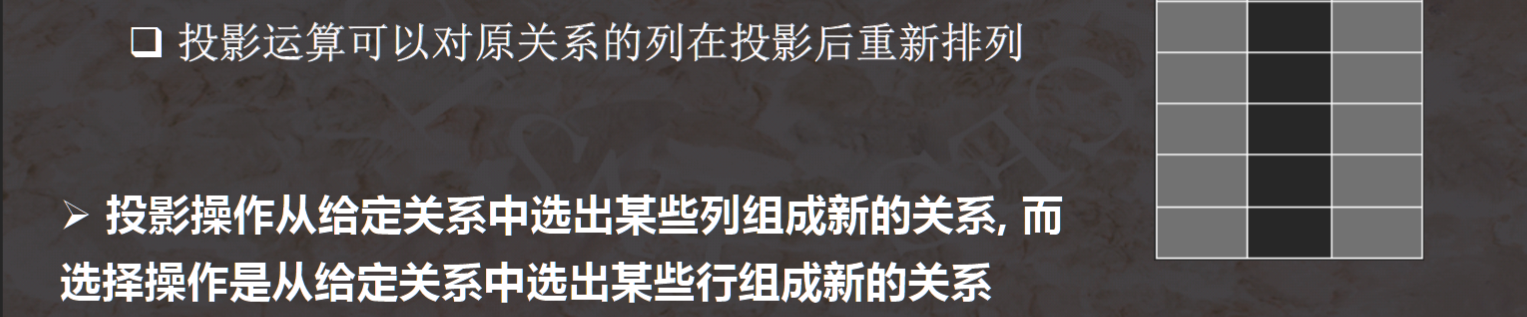 ❑ 投影运算可以对原关系的列在投影后重新排列
➢ 投影操作从给定关系中选出某些列组成新的关系, 而
选择操作是从给定关系中选出某些行组成新的关系